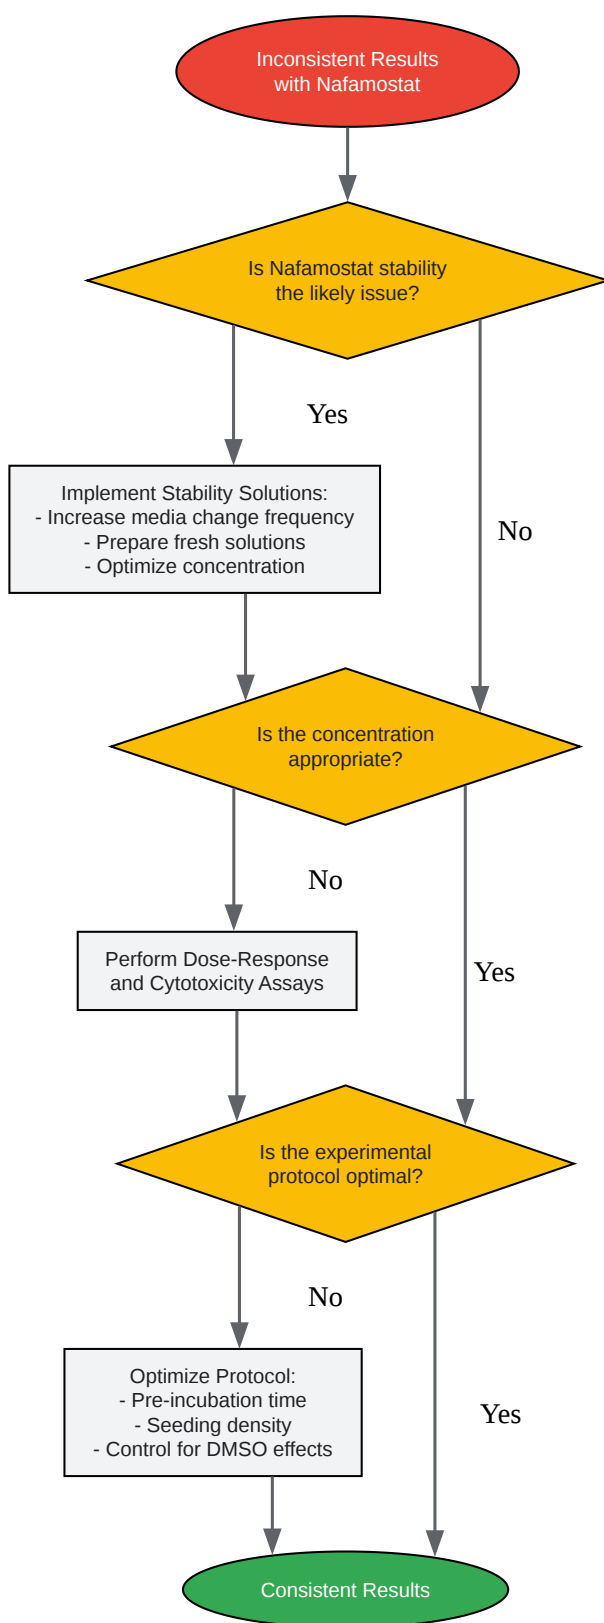 Inconsistent Results
with Nafamostat
Is Nafamostat stability
the likely issue?
Yes
Implement Stability Solutions:
- Increase media change frequency
- Prepare fresh solutions
- Optimize concentration
No
Is the concentration
appropriate?
No
Perform Dose-Response
and Cytotoxicity Assays
Yes
Is the experimental
protocol optimal?
No
Optimize Protocol:
- Pre-incubation time
- Seeding density
- Control for DMSO effects
Yes
Consistent Results